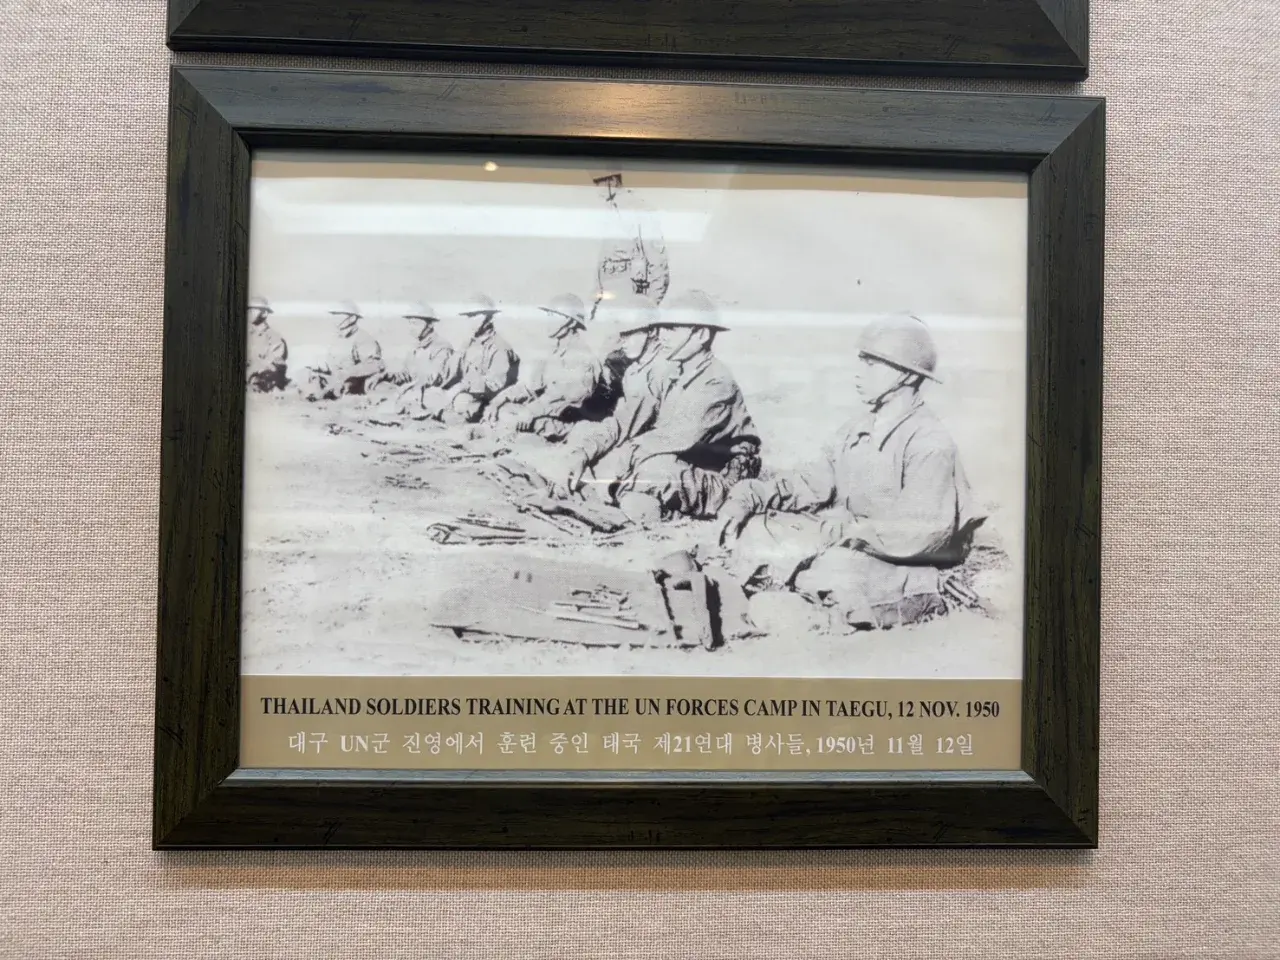 THAILAND SOLDIERS TRAINING AT THE UN FORCES CAMP IN TAEGU, 12 NOV. 1950
대구 UN군 진영에서 훈련 중인 태국 제21연대 병사들, 1950년 11월 12일